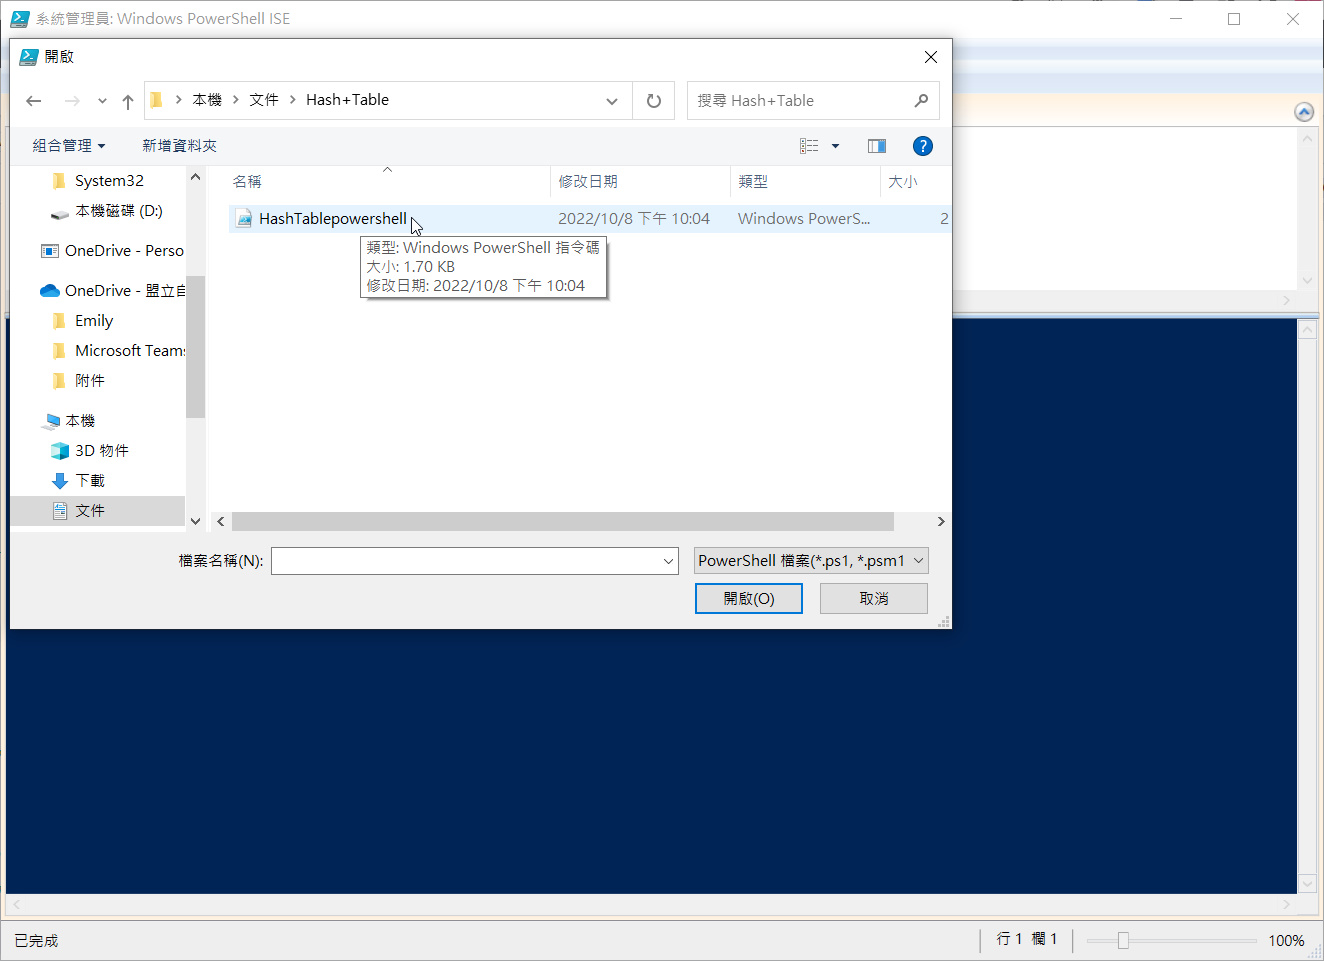 系統管理員: Windows PowerShell ISE
開啟
本機 文件 Hash+Table
搜尋 Hash+Table
組合管理 新增資料夾
?
名稱 修改日期 類型 大小
System32
本機磁碟 (D:)
OneDrive - Perso
OneDrive - 盟立自
Emily
Microsoft Teams
附件
本機
3D 物件
下載
文件
HashTablepowershell 2022/10/8 下午 10:04 Windows PowerS... 2
類型: Windows PowerShell 指令碼
大小: 1.70 KB
修改日期: 2022/10/8 下午 10:04
檔案名稱(N):
PowerShell 檔案(*.ps1, *.psm1
開啟(O) 取消
已完成
行 1 欄 1
100%